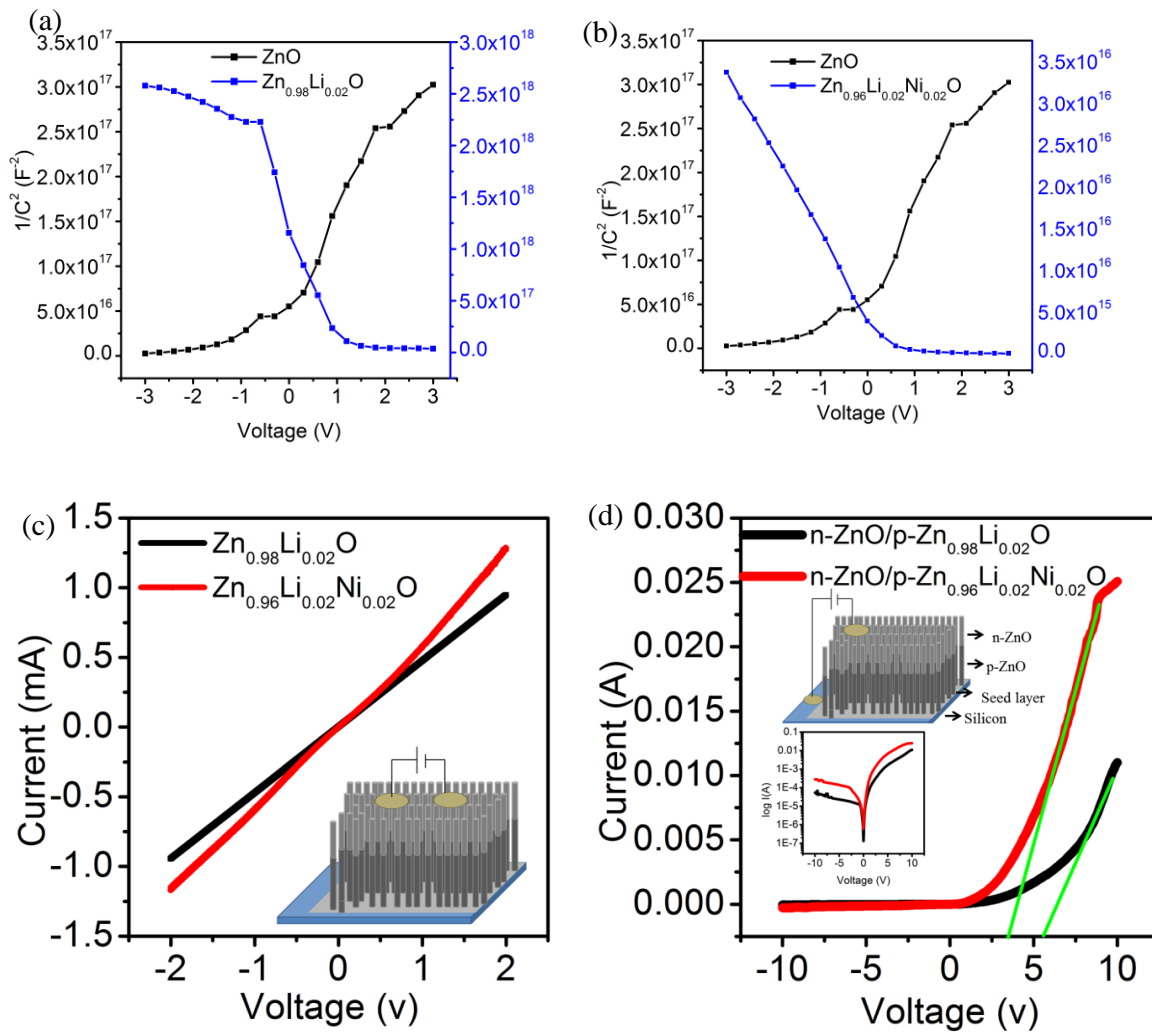 (a)
ZnO
Zn0.98Li0.02O
3.5x10^17
3.0x10^17
2.5x10^17
2.0x10^17
1.5x10^17
1.0x10^17
5.0x10^16
0.0
1/C^2 (F^-2)
3.0x10^18
2.5x10^18
2.0x10^18
1.5x10^18
1.0x10^18
5.0x10^17
0.0
-3 -2 -1 0 1 2 3
Voltage (V)
(b)
ZnO
Zn0.96Li0.02Ni0.02O
3.5x10^17
3.0x10^17
2.5x10^17
2.0x10^17
1.5x10^17
1.0x10^17
5.0x10^16
0.0
1/C^2 (F^-2)
3.5x10^16
3.0x10^16
2.5x10^16
2.0x10^16
1.5x10^16
1.0x10^16
5.0x10^15
0.0
-3 -2 -1 0 1 2 3
Voltage (V)
(c)
Zn0.98Li0.02O
Zn0.96Li0.02Ni0.02O
1.5
1.0
0.5
0.0
-0.5
-1.0
-1.5
Current (mA)
-2 -1 0 1 2
Voltage (v)
(d)
n-ZnO/p-Zn0.98Li0.02O
n-ZnO/p-Zn0.96Li0.02Ni0.02O
0.030
0.025
0.020
0.015
0.010
0.005
0.000
Current (A)
n-ZnO
p-ZnO
Seed layer
Silicon
0.1
0.01
1E-3
1E-4
1E-5
1E-6
1E-7
log I(A)
-10 -5 0 5 10
Voltage (V)
-10 -5 0 5 10
Voltage (v)